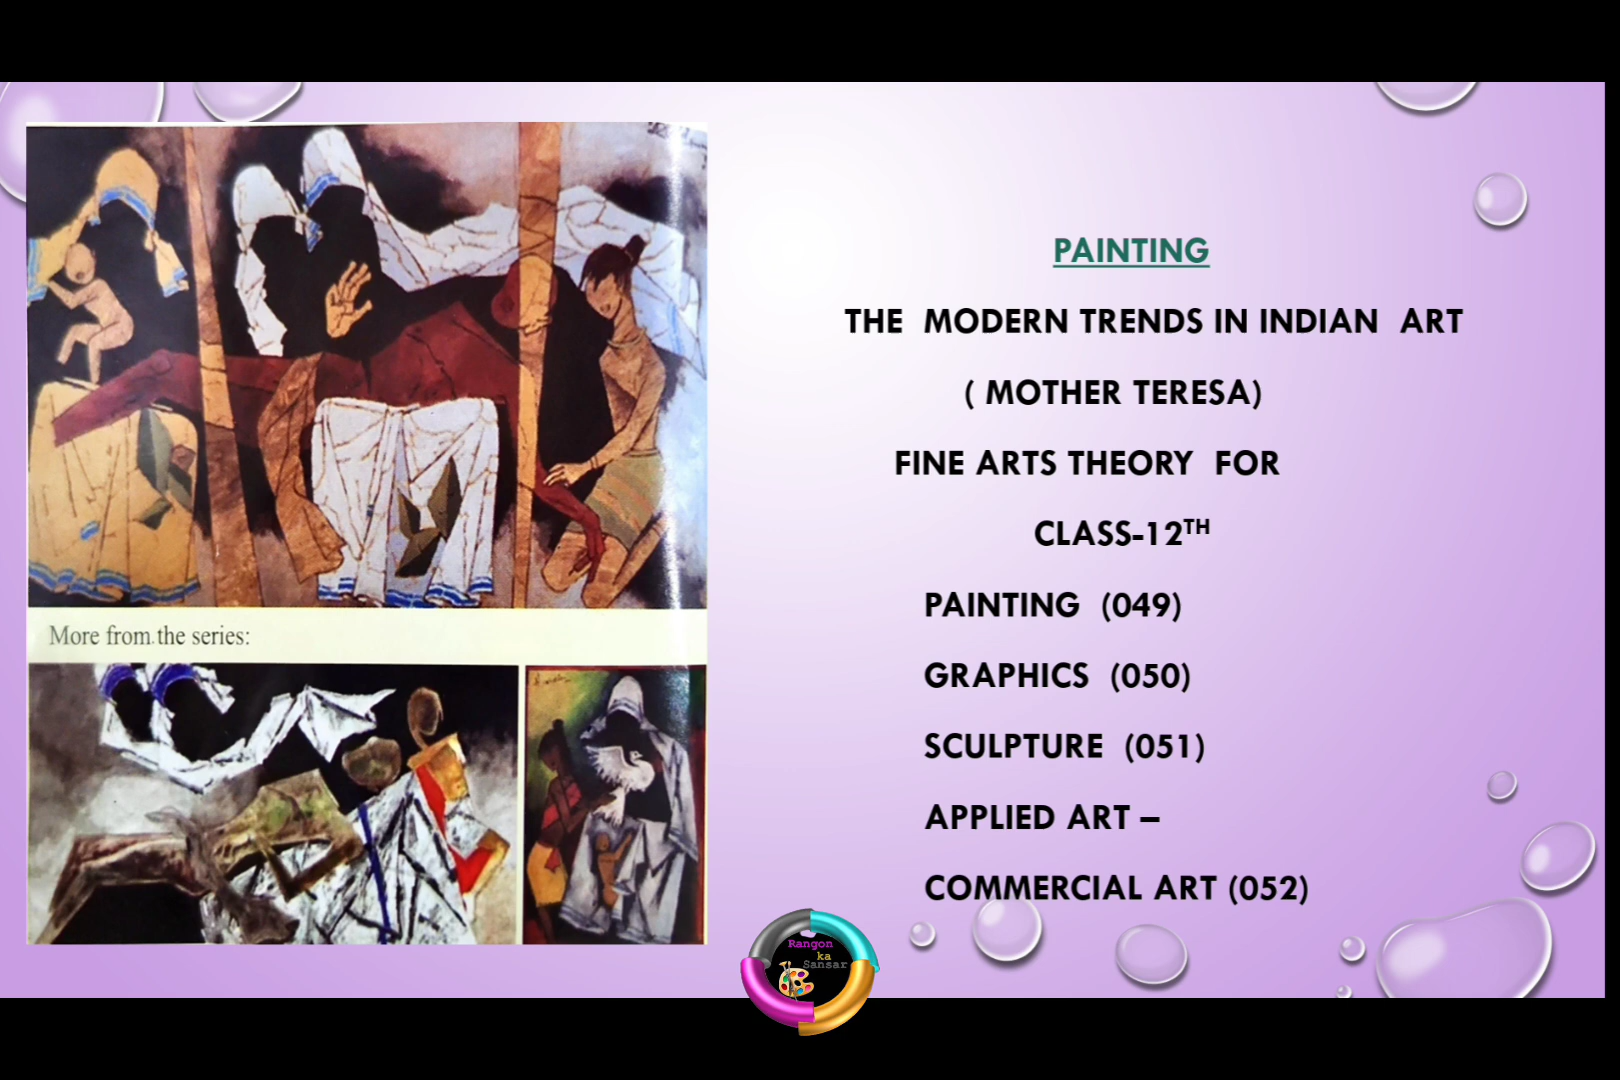 PAINTING
THE MODERN TRENDS IN INDIAN ART
( MOTHER TERESA)
FINE ARTS THEORY FOR
CLASS-12TH
PAINTING (049)
GRAPHICS (050)
SCULPTURE (051)
APPLIED ART –
COMMERCIAL ART (052)
More from the series:
Rangon
ka
Sansar